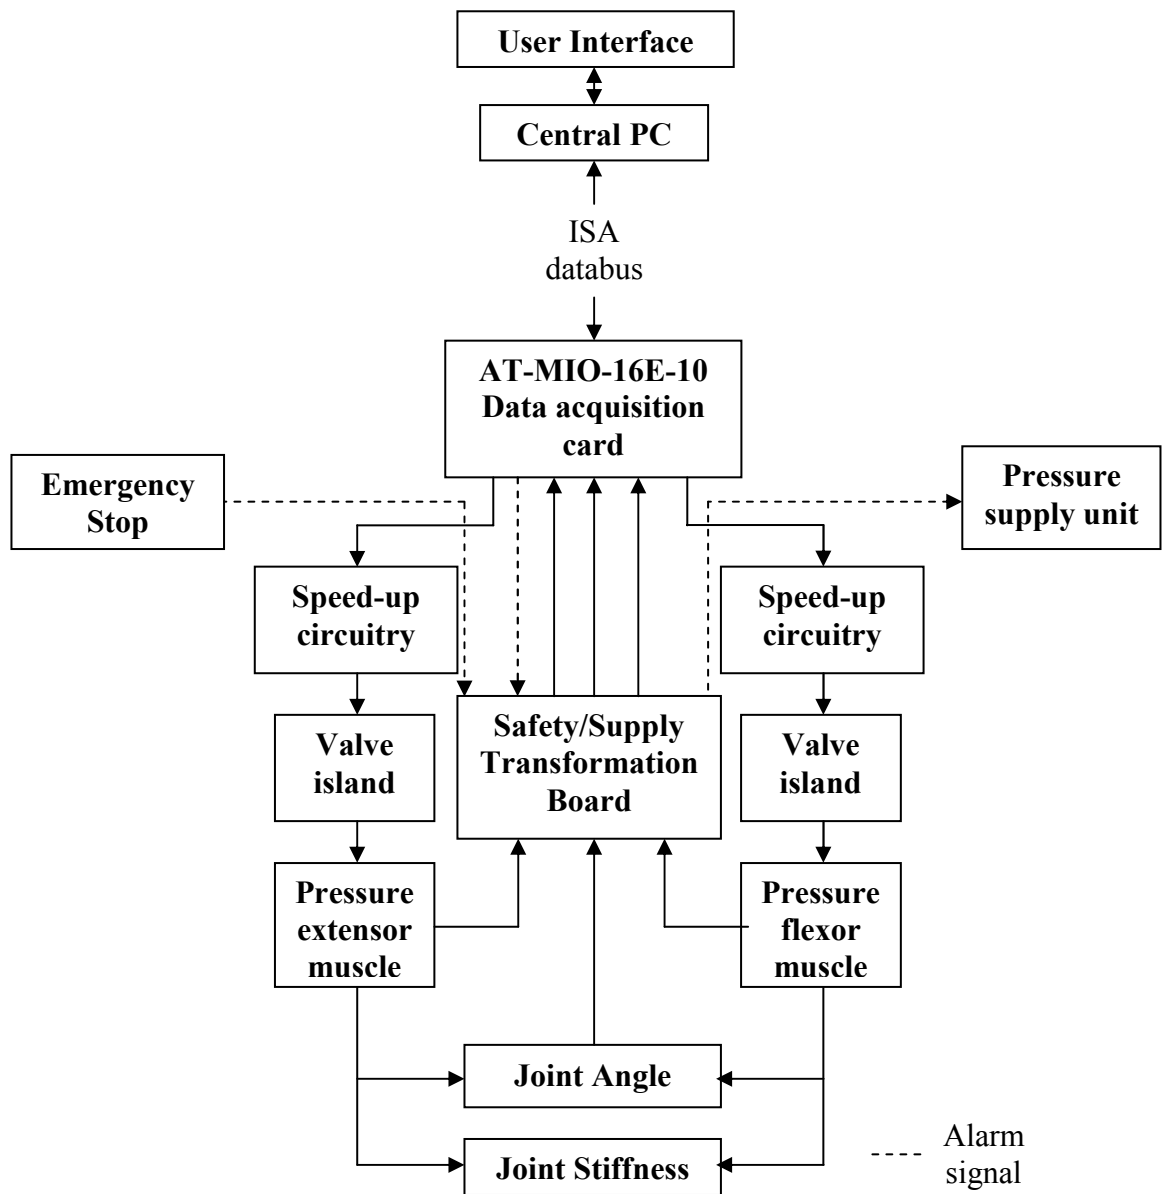 User Interface
Central PC
ISA
databus
AT-MIO-16E-10
Data acquisition
card
Emergency
Stop
Pressure
supply unit
Speed-up
circuitry
Speed-up
circuitry
Valve
island
Safety/Supply
Transformation
Board
Valve
island
Pressure
extensor
muscle
Pressure
flexor
muscle
Joint Angle
Joint Stiffness
Alarm
signal